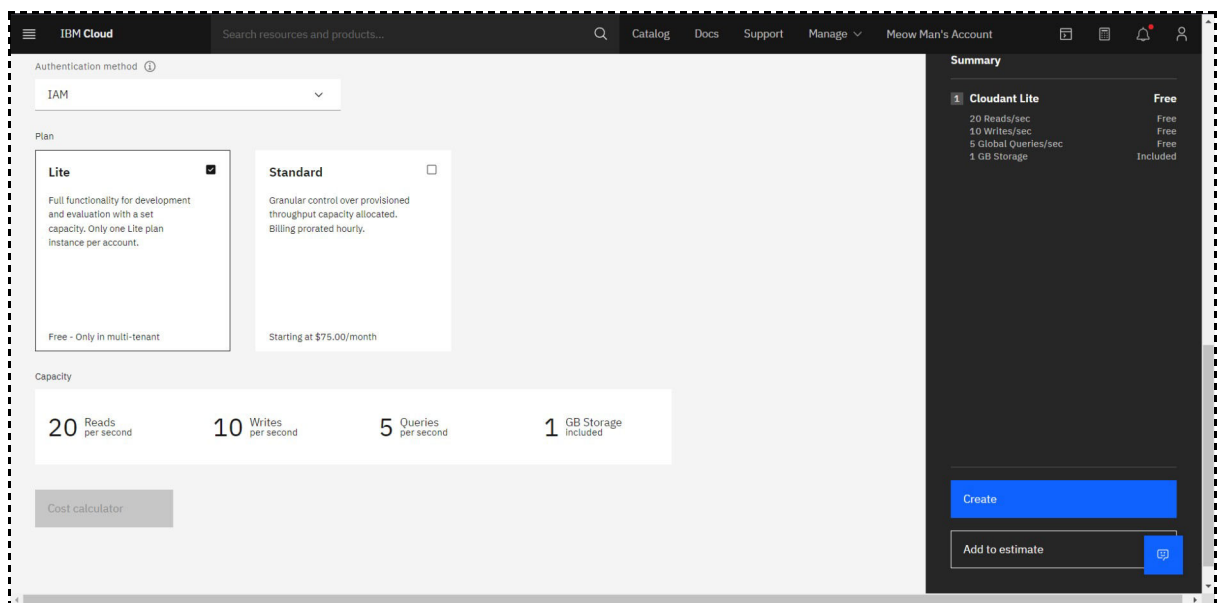 IBM Cloud
Search resources and products...
Catalog
Docs
Support
Manage
Meow Man's Account
Authentication method
IAM
Plan
Lite
Full functionality for development
and evaluation with a set
capacity. Only one Lite plan
instance per account.
Free - Only in multi-tenant
Standard
Granular control over provisioned
throughput capacity allocated.
Billing prorated hourly.
Starting at $75.00/month
Capacity
20 Reads
per second
10 Writes
per second
5 Queries
per second
1 GB Storage
included
Cost calculator
Summary
1 Cloudant Lite Free
20 Reads/sec Free
10 Writes/sec Free
5 Global Queries/sec Free
1 GB Storage Included
Create
Add to estimate